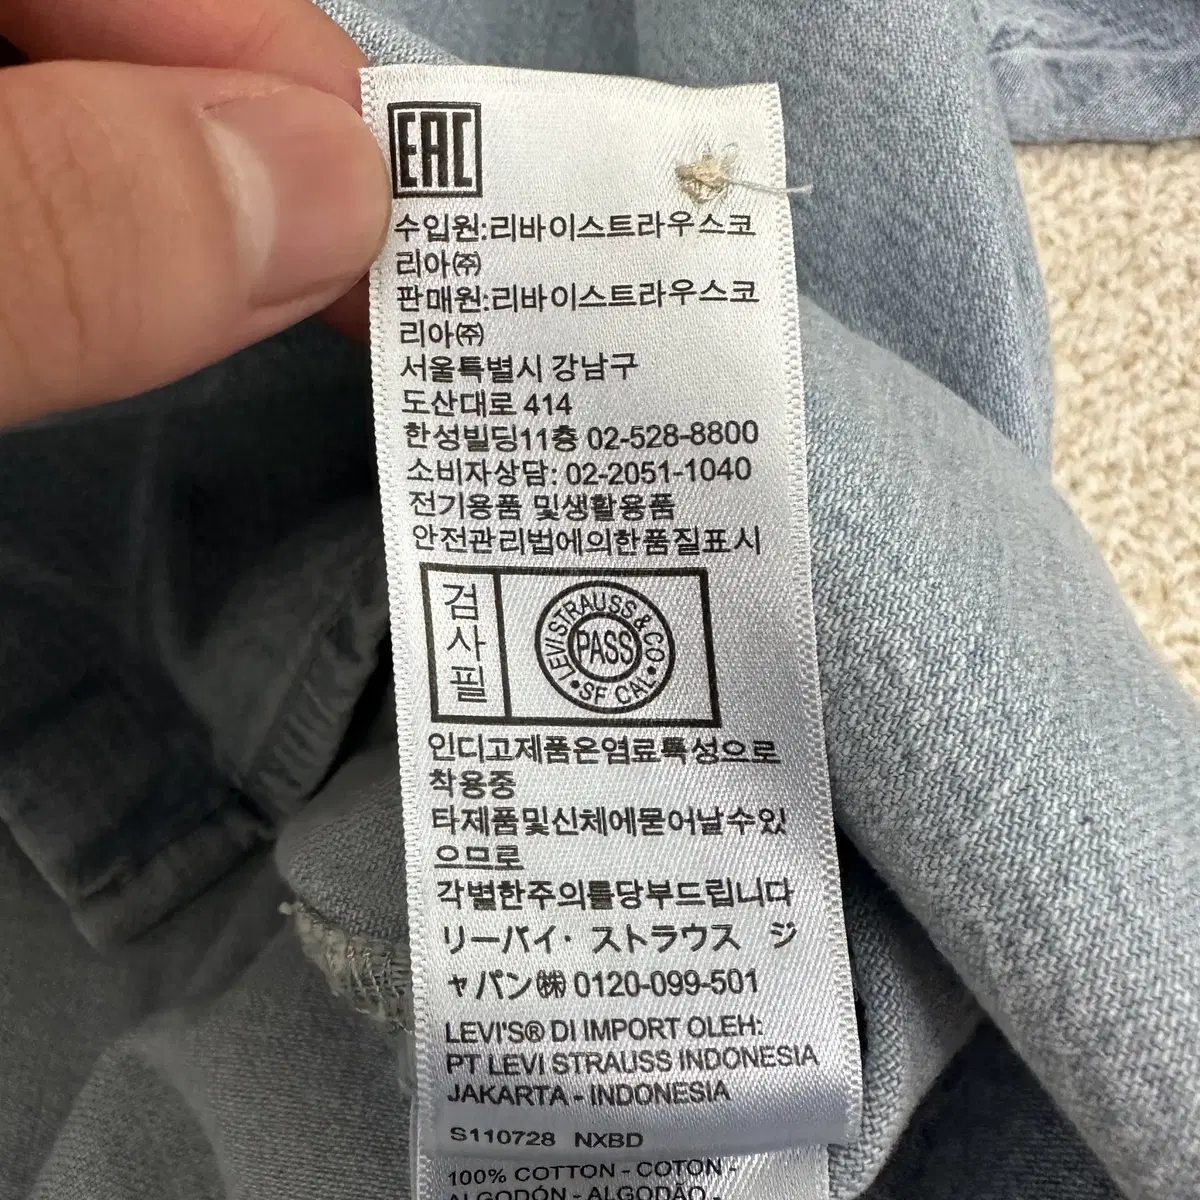 EAC
수입원:리바이스트라우스코
리아㈜
판매원:리바이스트라우스코
리아㈜
서울특별시 강남구
도산대로 414
한성빌딩11층 02-528-8800
소비자상담: 02-2051-1040
전기용품 및생활용품
안전관리법에의한품질표시
검
사
필
LEVI STRAUSS & CO
PASS
• SF CAL •
인디고제품은염료특성으로
착용중
타제품및신체에묻어날수있
으므로
각별한주의를당부드립니다
リーバイ・ ストラウス ジ
ャパン㈱ 0120-099-501
LEVI'S® DI IMPORT OLEH:
PT LEVI STRAUSS INDONESIA
JAKARTA - INDONESIA
S110728 NXBD
100% COTTON - COTON -
ALGODÓN - ALGODÃO -